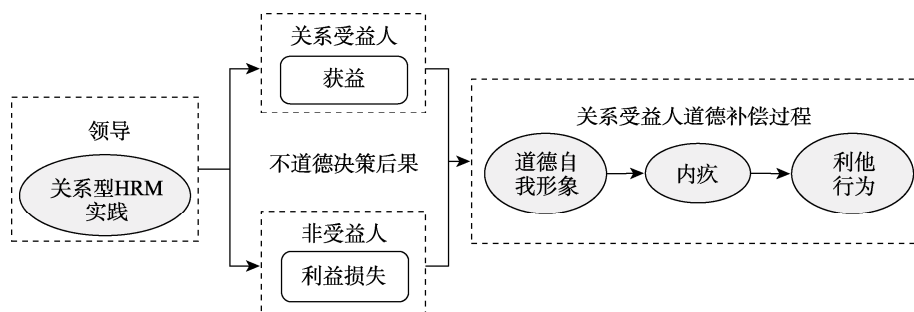 领导
关系型HRM
实践
关系受益人
获益
不道德决策后果
非受益人
利益损失
关系受益人道德补偿过程
道德自
我形象
内疚
利他
行为